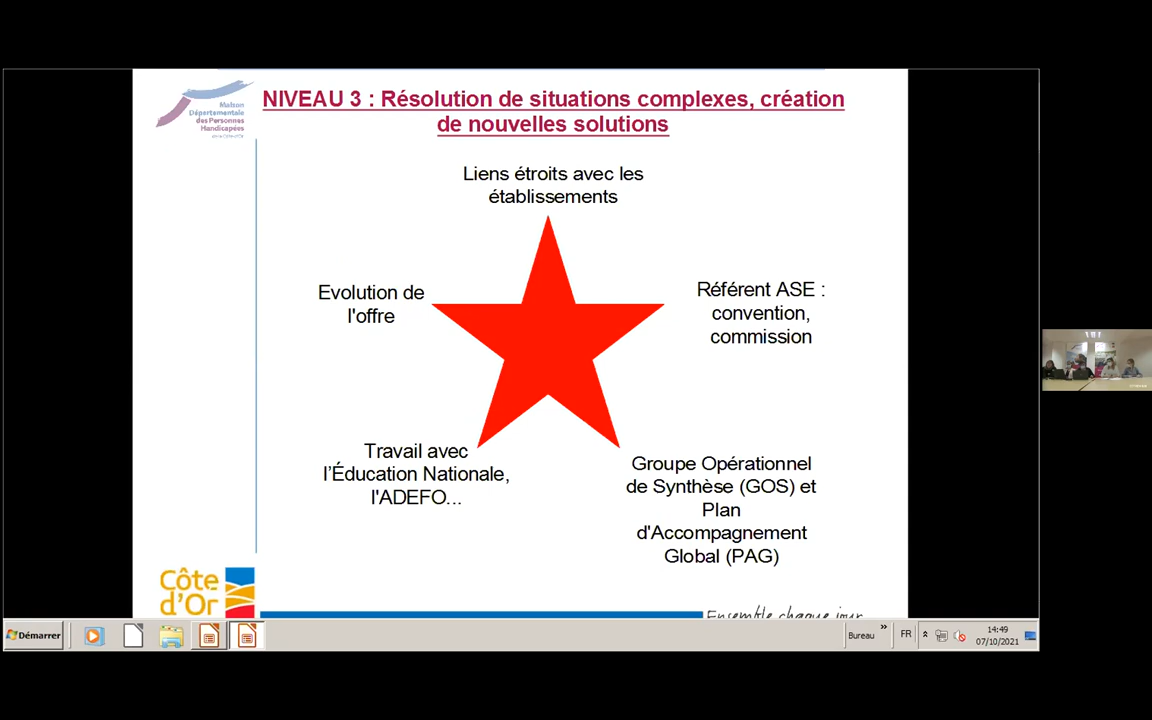 Maison
Départementale
des Personnes
Handicapées
NIVEAU 3 : Résolution de situations complexes, création
de nouvelles solutions
Liens étroits avec les
établissements
Evolution de
l'offre
Référent ASE :
convention,
commission
Travail avec
l'Éducation Nationale,
l'ADEFO...
Groupe Opérationnel
de Synthèse (GOS) et
Plan
d'Accompagnement
Global (PAG)
Côte
d'Or
Ensemble chaque jour
Démarrer
Bureau
»
FR
14:49
07/10/2021